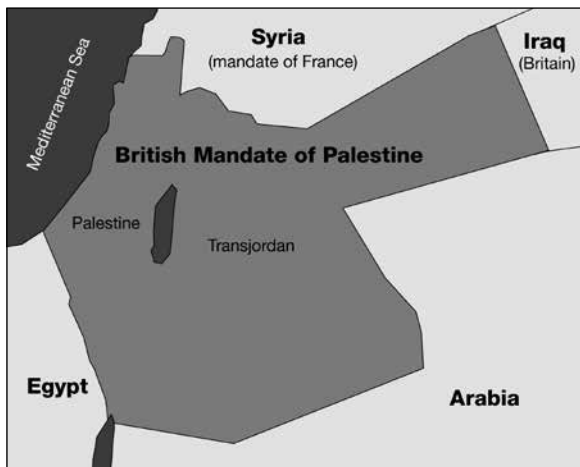 Mediterranean Sea
Syria
(mandate of France)
Iraq
(Britain)
British Mandate of Palestine
Palestine
Transjordan
Egypt
Arabia